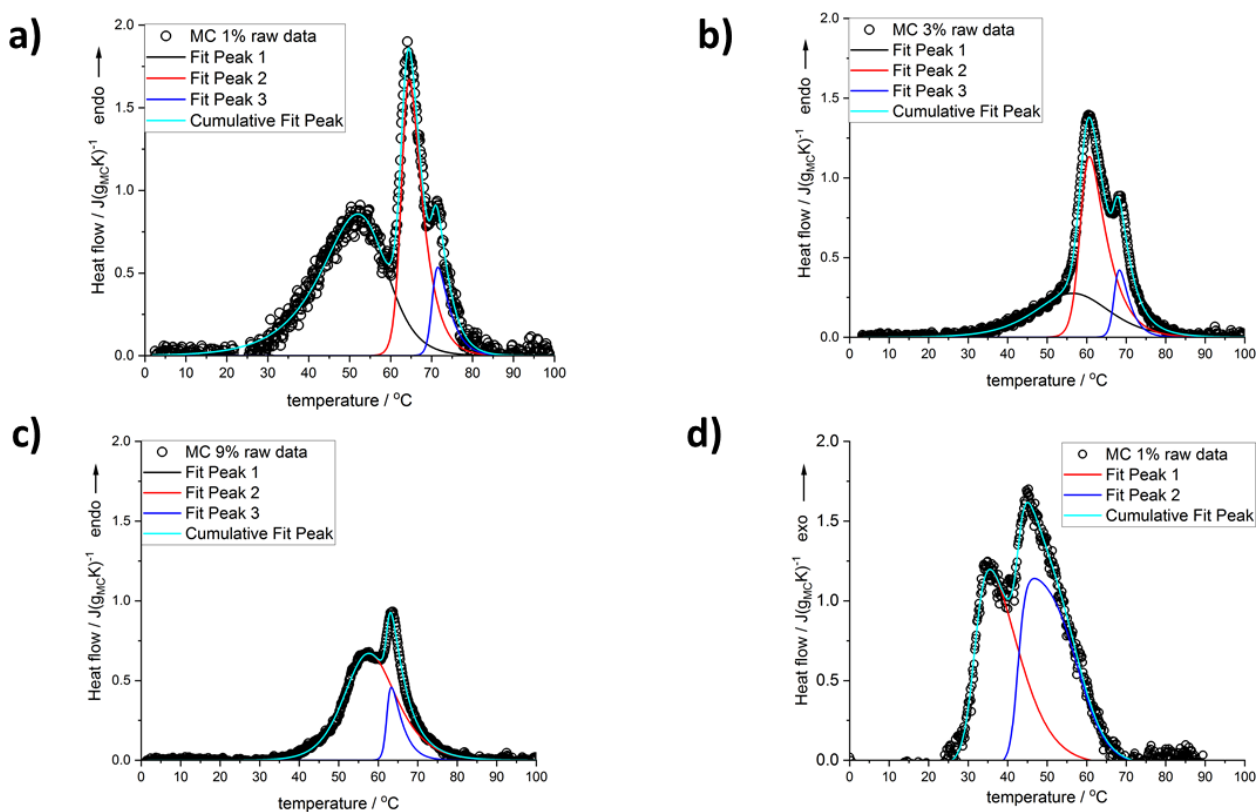 a)
MC 1% raw data
Fit Peak 1
Fit Peak 2
Fit Peak 3
Cumulative Fit Peak
Heat flow / J(g_MC K)^-1 endo →
2.0
1.5
1.0
0.5
0.0
0 10 20 30 40 50 60 70 80 90 100
temperature / °C
b)
MC 3% raw data
Fit Peak 1
Fit Peak 2
Fit Peak 3
Cumulative Fit Peak
Heat flow / J(g_MC K)^-1 endo →
2.0
1.5
1.0
0.5
0.0
0 10 20 30 40 50 60 70 80 90 100
temperature / °C
c)
MC 9% raw data
Fit Peak 1
Fit Peak 2
Fit Peak 3
Cumulative Fit Peak
Heat flow / J(g_MC K)^-1 endo →
2.0
1.5
1.0
0.5
0.0
0 10 20 30 40 50 60 70 80 90 100
temperature / °C
d)
MC 1% raw data
Fit Peak 1
Fit Peak 2
Cumulative Fit Peak
Heat flow / J(g_MC K)^-1 exo →
2.0
1.5
1.0
0.5
0.0
0 10 20 30 40 50 60 70 80 90 100
temperature / °C